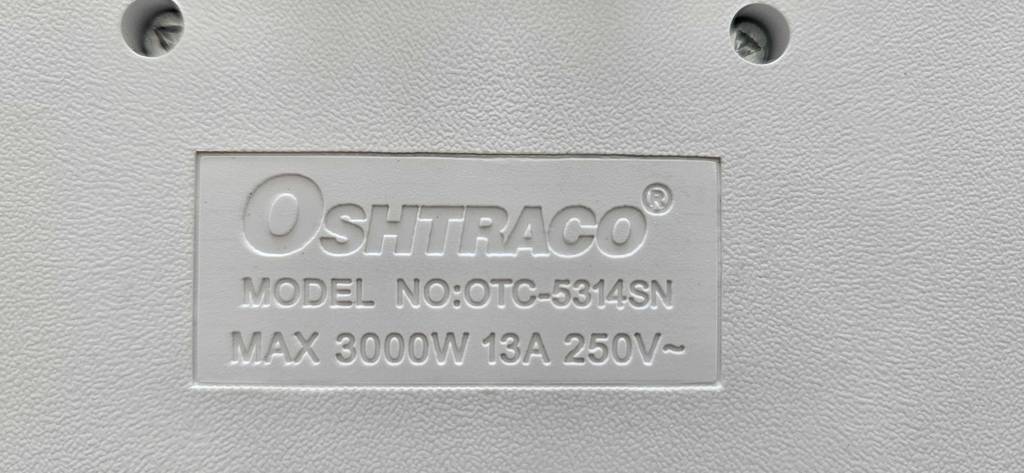 OSHTRACO®
MODEL NO:OTC-5314SN
MAX 3000W 13A 250V~